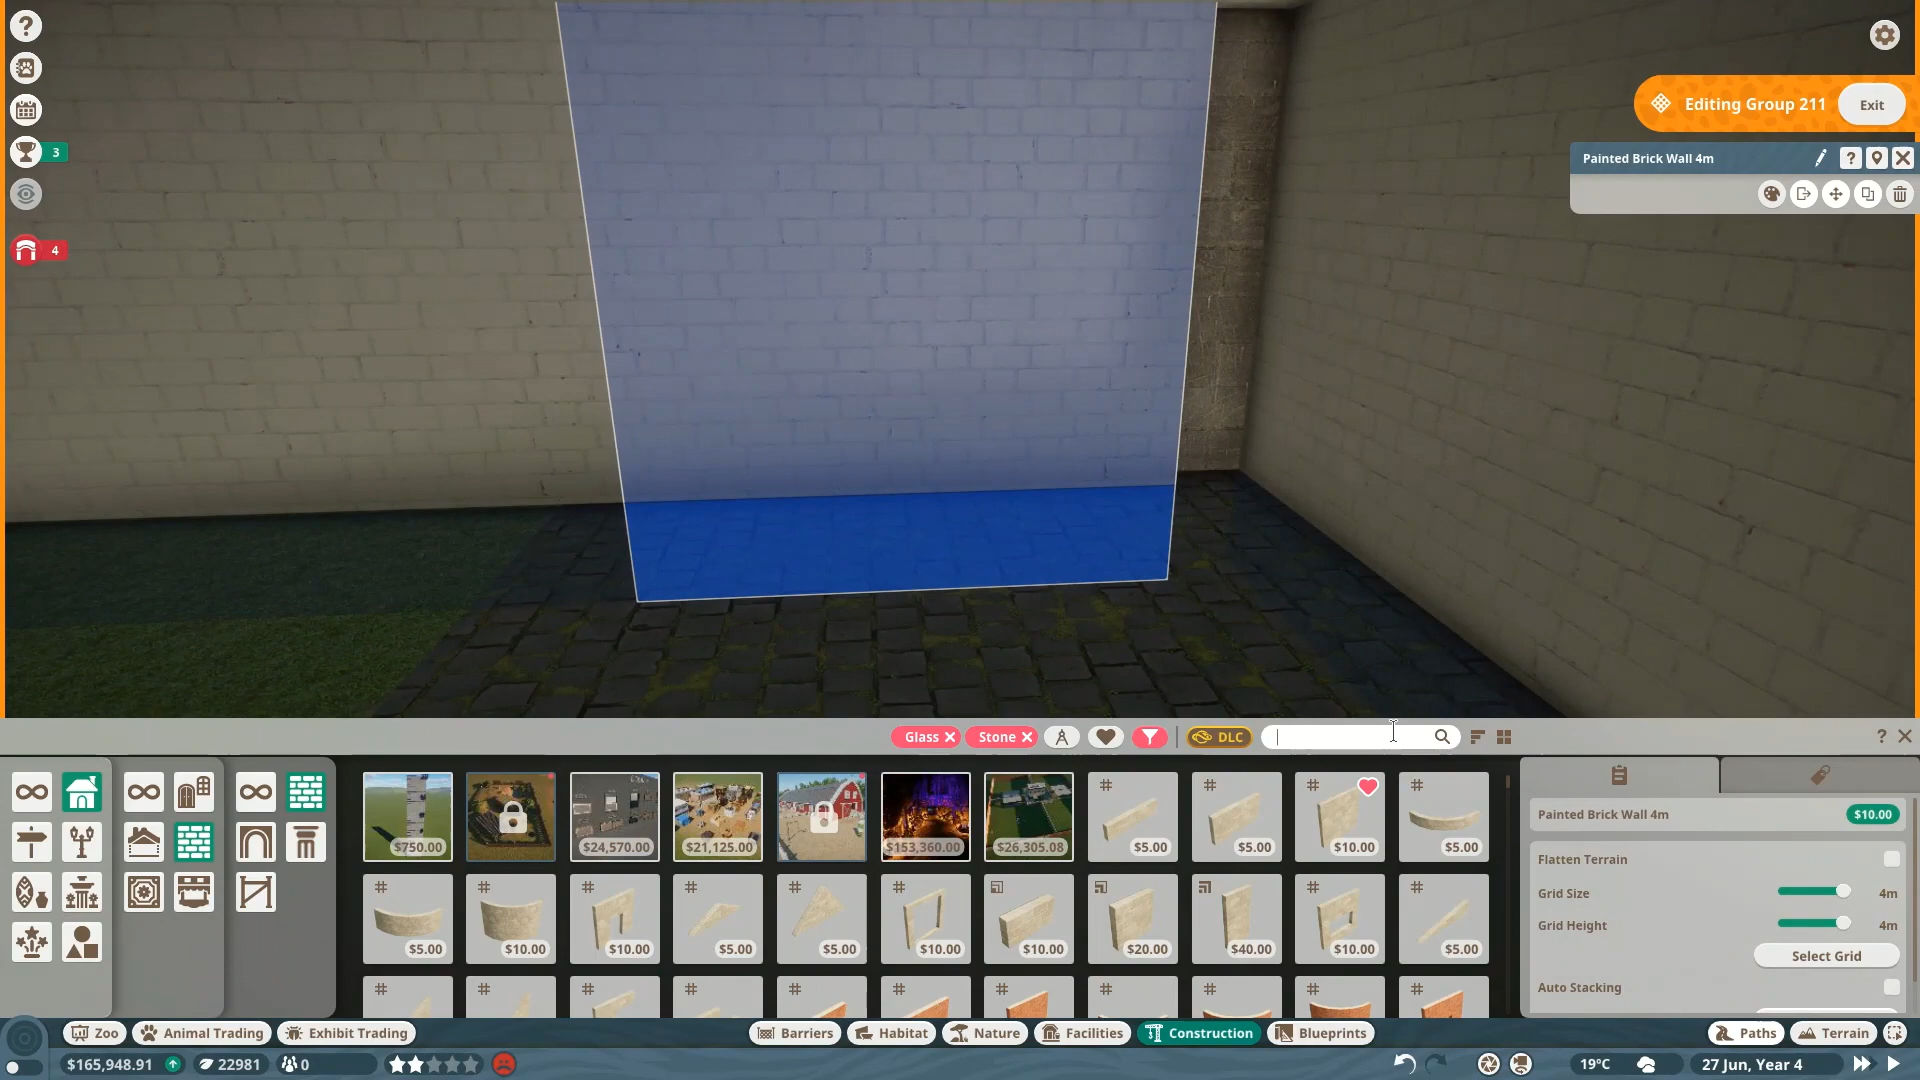 ?
3
4
Editing Group 211
Exit
Painted Brick Wall 4m
?
Glass
Stone
DLC
?
$750.00
$24,570.00
$21,125.00
$153,360.00
$26,305.08
$5.00
$5.00
$10.00
$5.00
$5.00
$10.00
$10.00
$5.00
$5.00
$10.00
$10.00
$20.00
$40.00
$10.00
$5.00
Painted Brick Wall 4m
$10.00
Flatten Terrain
Grid Size
4m
Grid Height
4m
Select Grid
Auto Stacking
Zoo
Animal Trading
Exhibit Trading
Barriers
Habitat
Nature
Facilities
Construction
Blueprints
Paths
Terrain
$165,948.91
22981
0
19°C
27 Jun, Year 4